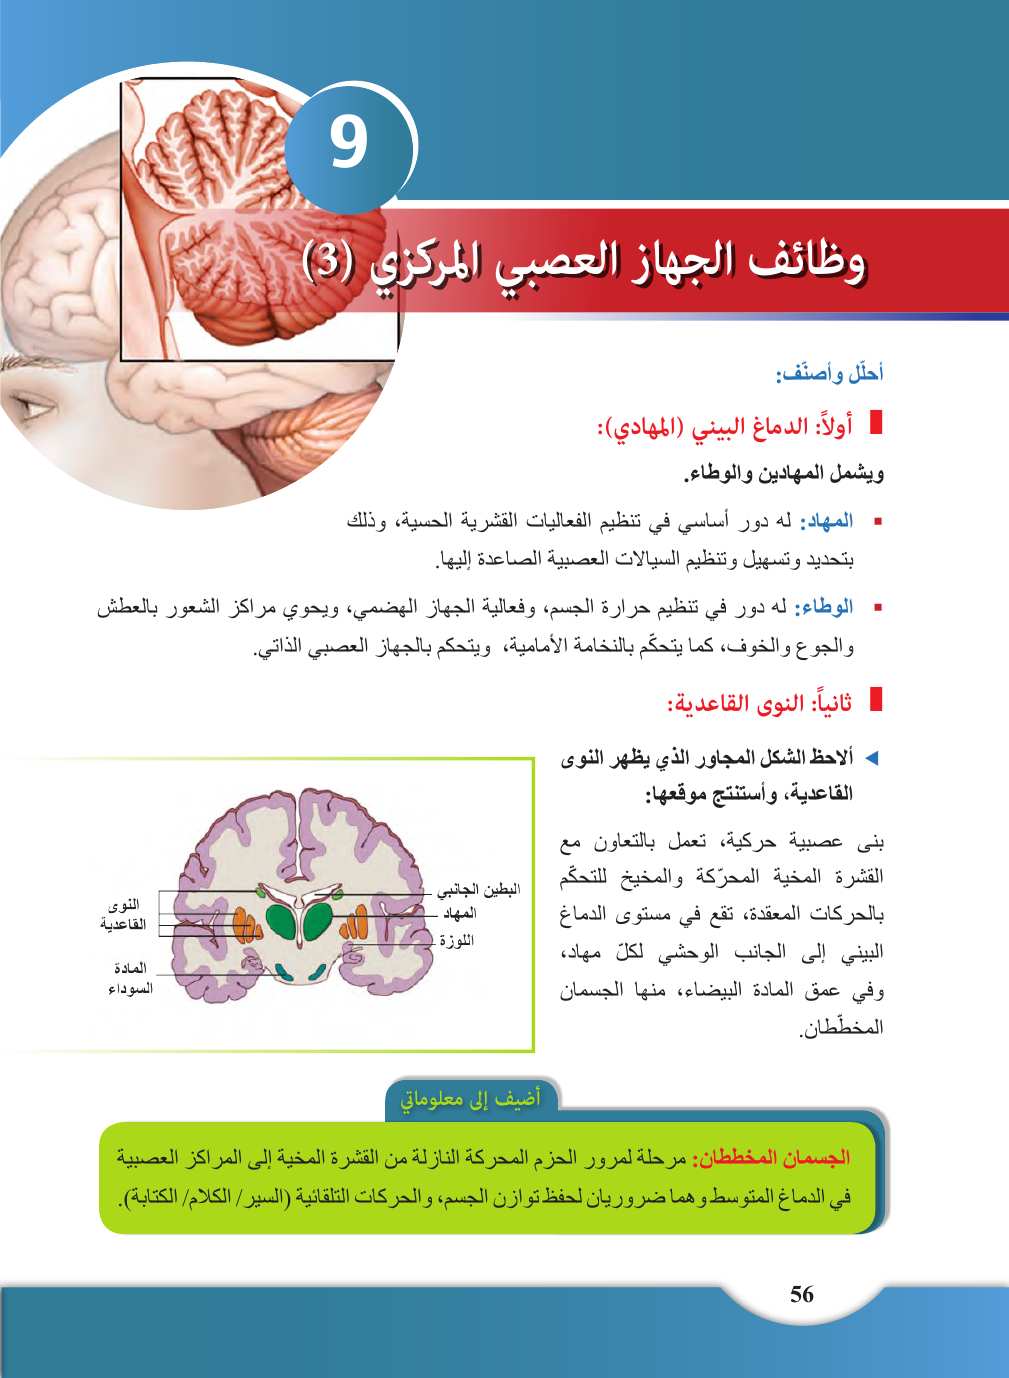 9
وظائف الجهاز العصبي المركزي (3)
أحلّل وأصنّف:
أولاً: الدماغ البيني (المهادي):
ويشمل المهادين والوطاء.
المهاد: له دور أساسي في تنظيم الفعاليات القشرية الحسية، وذلك
بتحديد وتسهيل وتنظيم السيالات العصبية الصاعدة إليها.
الوطاء: له دور في تنظيم حرارة الجسم، وفعالية الجهاز الهضمي، ويحوي مراكز الشعور بالعطش
والجوع والخوف، كما يتحكّم بالنخامة الأمامية، ويتحكم بالجهاز العصبي الذاتي.
ثانياً: النوى القاعدية:
ألاحظ الشكل المجاور الذي يظهر النوى
القاعدية، وأستنتج موقعها:
بنى عصبية حركية، تعمل بالتعاون مع
القشرة المخية المحرّكة والمخيخ للتحكّم
بالحركات المعقدة، تقع في مستوى الدماغ
البيني إلى الجانب الوحشي لكلّ مهاد،
وفي عمق المادة البيضاء، منها الجسمان
المخطّطان.
البطين الجانبي
المهاد
اللوزة
النوى
القاعدية
المادة
السوداء
أضيف إلى معلوماتي
الجسمان المخططان: مرحلة لمرور الحزم المحركة النازلة من القشرة المخية إلى المراكز العصبية
في الدماغ المتوسط وهما ضروريان لحفظ توازن الجسم، والحركات التلقائية (السير/ الكلام/ الكتابة).
56